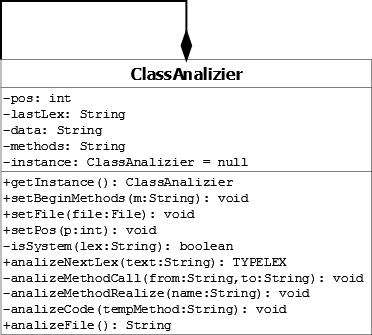 ClassAnalizier
-pos: int
-lastLex: String
-data: String
-methods: String
-instance: ClassAnalizier = null
+getInstance(): ClassAnalizier
+setBeginMethods(m:String): void
+setFile(file:File): void
+setPos(p:int): void
-isSystem(lex:String): boolean
+analizeNextLex(text:String): TYPELEX
-analizeMethodCall(from:String,to:String): void
-analizeMethodRealize(name:String): void
-analizeCode(tempMethod:String): void
+analizeFile(): String